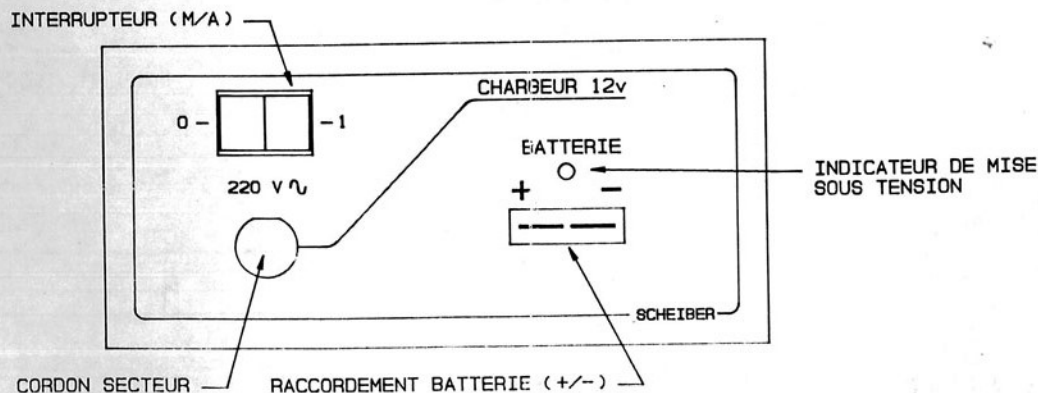 INTERRUPTEUR (M/A)
CHARGEUR 12v
0 -
- 1
BATTERIE
+ -
220 V ∿
INDICATEUR DE MISE
SOUS TENSION
SCHEIBER
CORDON SECTEUR
RACCORDEMENT BATTERIE (+/-)